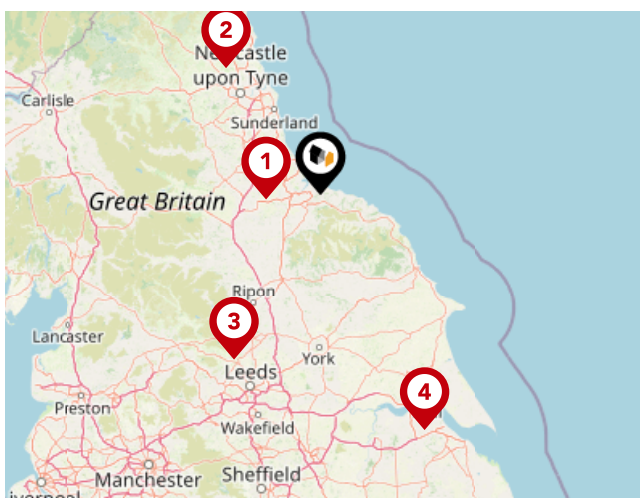 2
Newcastle
upon Tyne
Carlisle
Sunderland
1
Great Britain
Ripon
3
Lancaster
York
Leeds
4
Preston
Wakefield
Manchester
Sheffield